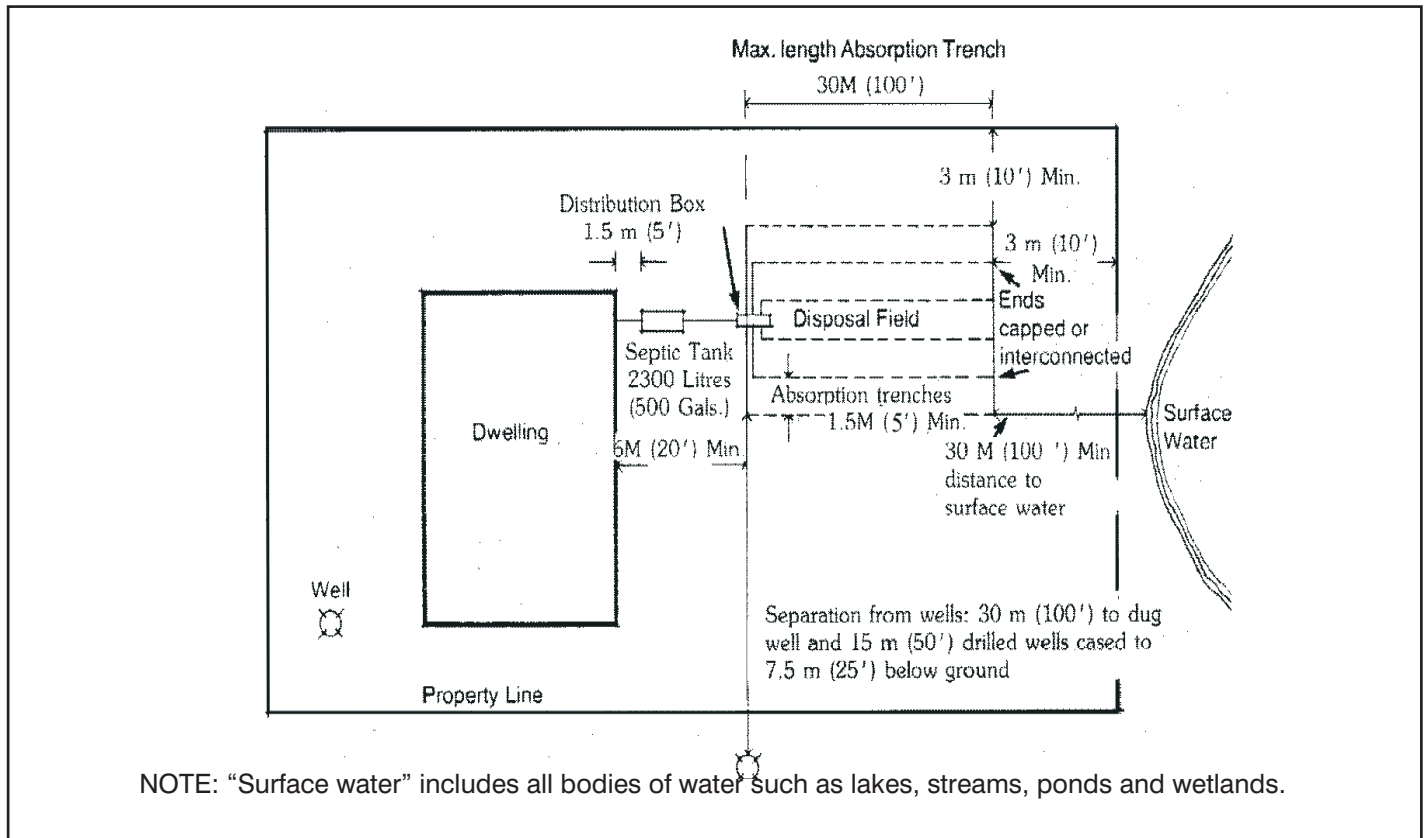 Max. length Absorption Trench
30M (100')
3 m (10') Min.
Distribution Box
1.5 m (5')
3 m (10')
Min.
Ends
capped or
interconnected
Disposal Field
Septic Tank
2300 Litres
(500 Gals.)
Absorption trenches
1.5M (5') Min.
Dwelling
6M (20') Min.
30 M (100 ') Min
distance to
surface water
Surface
Water
Well
Separation from wells: 30 m (100') to dug
well and 15 m (50') drilled wells cased to
7.5 m (25') below ground
Property Line
NOTE: “Surface water” includes all bodies of water such as lakes, streams, ponds and wetlands.